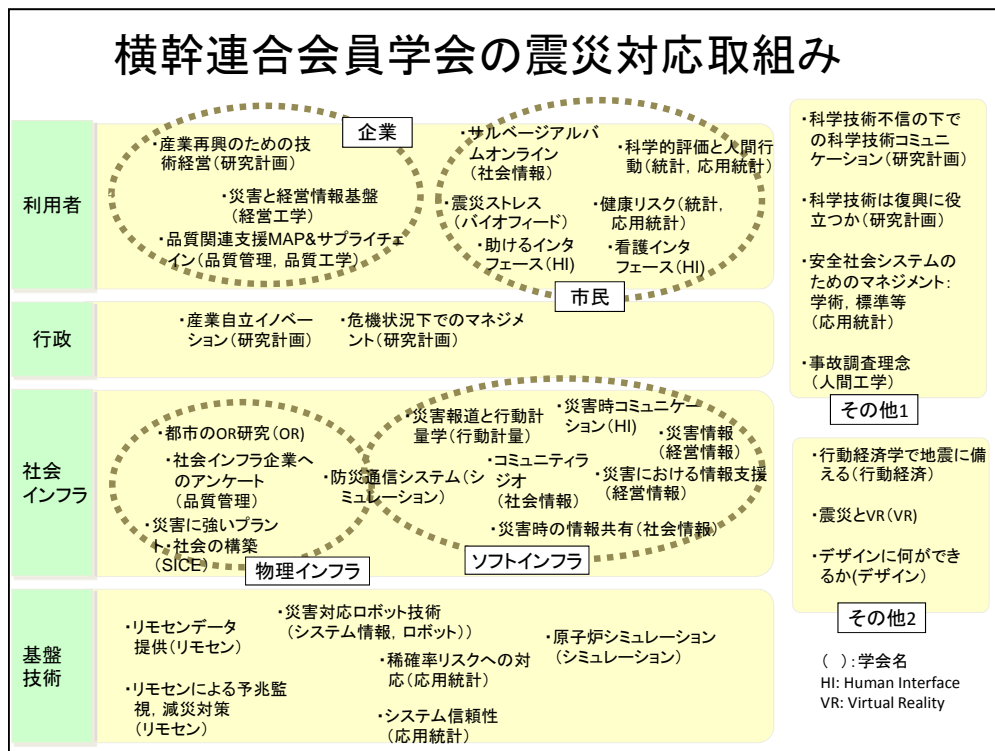 横幹連合会員学会の震災対応取組み
利用者
企業
・産業再興のための技
術経営(研究計画)
・災害と経営情報基盤
(経営工学)
・品質関連支援MAP&サプライチェ
イン(品質管理, 品質工学)
・サルベージアルバ
ムオンライン
(社会情報)
・科学的評価と人間行
動(統計, 応用統計)
・震災ストレス
(バイオフィード)
・健康リスク(統計,
応用統計)
・助けるインタ
フェース(HI)
・看護インタ
フェース(HI)
市民
行政
・産業自立イノベー
ション(研究計画)
・危機状況下でのマネジメ
ント(研究計画)
社会
インフラ
・都市のOR研究(OR)
・社会インフラ企業へ
のアンケート
(品質管理)
・災害に強いプラン
ト・社会の構築
(SICE)
物理インフラ
・防災通信システム(シ
ミュレーション)
・災害報道と行動計
量学(行動計量)
・災害時コミュニケー
ション(HI)
・災害情報
(経営情報)
・コミュニティラ
ジオ
(社会情報)
・災害における情報支援
(経営情報)
・災害時の情報共有(社会情報)
ソフトインフラ
基盤
技術
・リモセンデータ
提供(リモセン)
・災害対応ロボット技術
(システム情報, ロボット))
・稀確率リスクへの対
応(応用統計)
・原子炉シミュレーション
(シミュレーション)
・リモセンによる予兆監
視, 減災対策
(リモセン)
・システム信頼性
(応用統計)
・科学技術不信の下で
の科学技術コミュニ
ケーション(研究計画)
・科学技術は復興に役
立つか(研究計画)
・安全社会システムの
ためのマネジメント:
学術, 標準等
(応用統計)
・事故調査理念
(人間工学)
その他1
・行動経済学で地震に備
える(行動経済)
・震災とVR(VR)
・デザインに何ができ
るか(デザイン)
その他2
( ):学会名
HI: Human Interface
VR: Virtual Reality